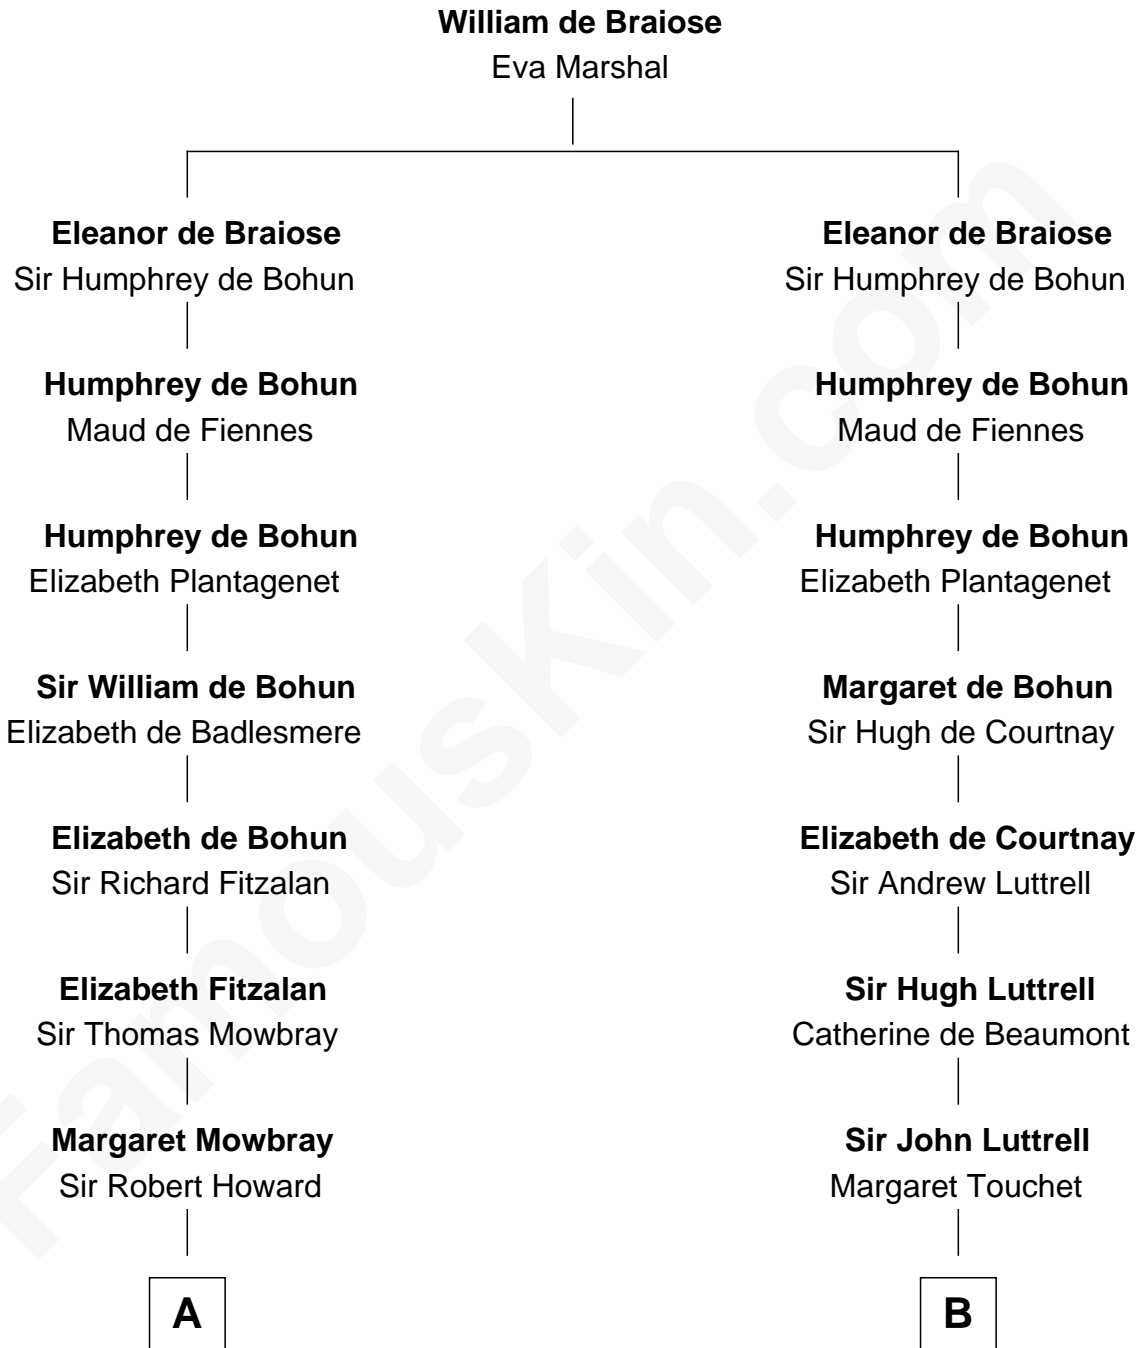 William de Braiose
Eva Marshal
Eleanor de Braiose
Sir Humphrey de Bohun
Humphrey de Bohun
Maud de Fiennes
Humphrey de Bohun
Elizabeth Plantagenet
Sir William de Bohun
Elizabeth de Badlesmere
Elizabeth de Bohun
Sir Richard Fitzalan
Elizabeth Fitzalan
Sir Thomas Mowbray
Margaret Mowbray
Sir Robert Howard
A
Eleanor de Braiose
Sir Humphrey de Bohun
Humphrey de Bohun
Maud de Fiennes
Humphrey de Bohun
Elizabeth Plantagenet
Margaret de Bohun
Sir Hugh de Courtnay
Elizabeth de Courtnay
Sir Andrew Luttrell
Sir Hugh Luttrell
Catherine de Beaumont
Sir John Luttrell
Margaret Touchet
B
FamousKin.com